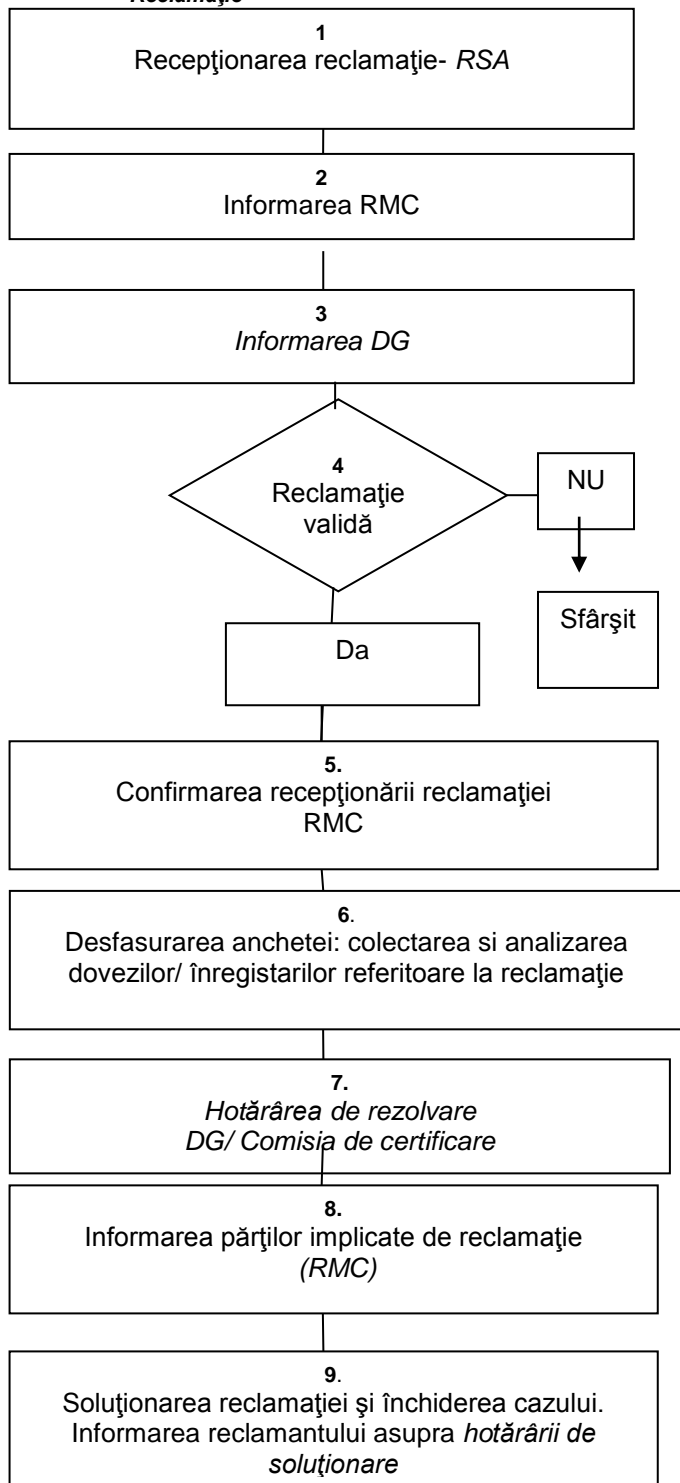 Reclamaţie
1
Recepţionarea reclamaţie- RSA
2
Informarea RMC
3
Informarea DG
4
Reclamaţie
validă
NU
Sfârşit
Da
5.
Confirmarea recepţionării reclamaţiei
RMC
6.
Desfasurarea anchetei: colectarea si analizarea
dovezilor/ înregistarilor referitoare la reclamaţie
7.
Hotărârea de rezolvare
DG/ Comisia de certificare
8.
Informarea părţilor implicate de reclamaţie
(RMC)
9.
Soluţionarea reclamaţiei şi închiderea cazului.
Informarea reclamantului asupra hotărârii de
soluţionare